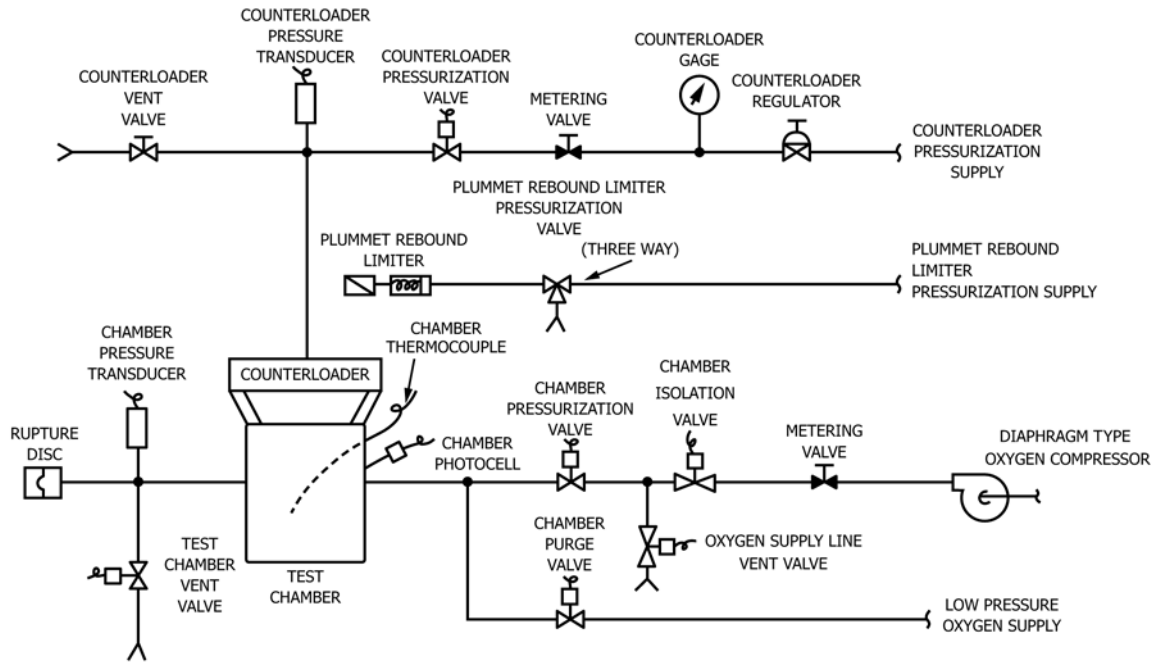 COUNTERLOADER
PRESSURE
TRANSDUCER
COUNTERLOADER
VENT
VALVE
COUNTERLOADER
PRESSURIZATION
VALVE
METERING
VALVE
COUNTERLOADER
GAGE
COUNTERLOADER
REGULATOR
COUNTERLOADER
PRESSURIZATION
SUPPLY
PLUMMET REBOUND LIMITER
PRESSURIZATION
VALVE
(THREE WAY)
PLUMMET REBOUND
LIMITER
PLUMMET REBOUND
LIMITER
PRESSURIZATION SUPPLY
CHAMBER
PRESSURE
TRANSDUCER
CHAMBER
THERMOCOUPLE
COUNTERLOADER
CHAMBER
PRESSURIZATION
VALVE
CHAMBER
ISOLATION
VALVE
RUPTURE
DISC
CHAMBER
PHOTOCELL
METERING
VALVE
DIAPHRAGM TYPE
OXYGEN COMPRESSOR
TEST
CHAMBER
VENT
VALVE
TEST
CHAMBER
CHAMBER
PURGE
VALVE
OXYGEN SUPPLY LINE
VENT VALVE
LOW PRESSURE
OXYGEN SUPPLY